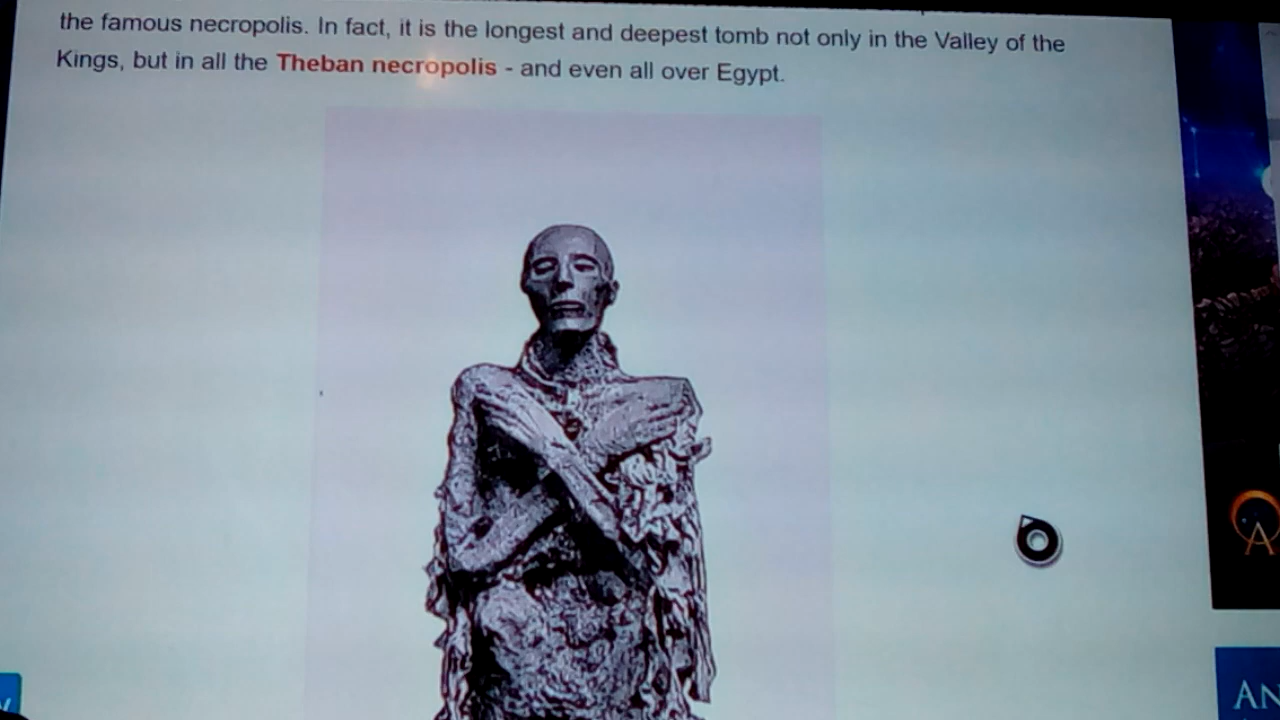 the famous necropolis. In fact, it is the longest and deepest tomb not only in the Valley of the
Kings, but in all the Theban necropolis - and even all over Egypt.
A
AN